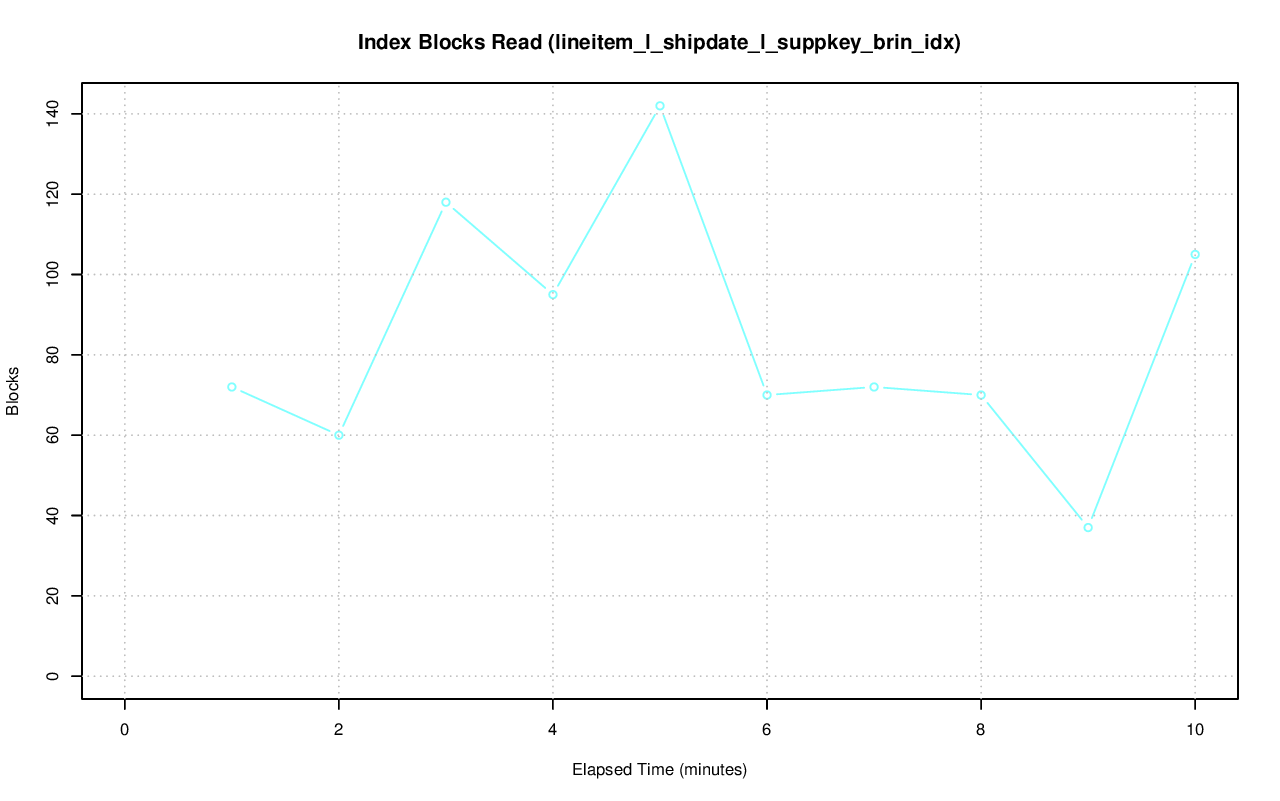 Index Blocks Read (lineitem_l_shipdate_l_suppkey_brin_idx)
Blocks
140
120
100
80
60
40
20
0
0 2 4 6 8 10
Elapsed Time (minutes)